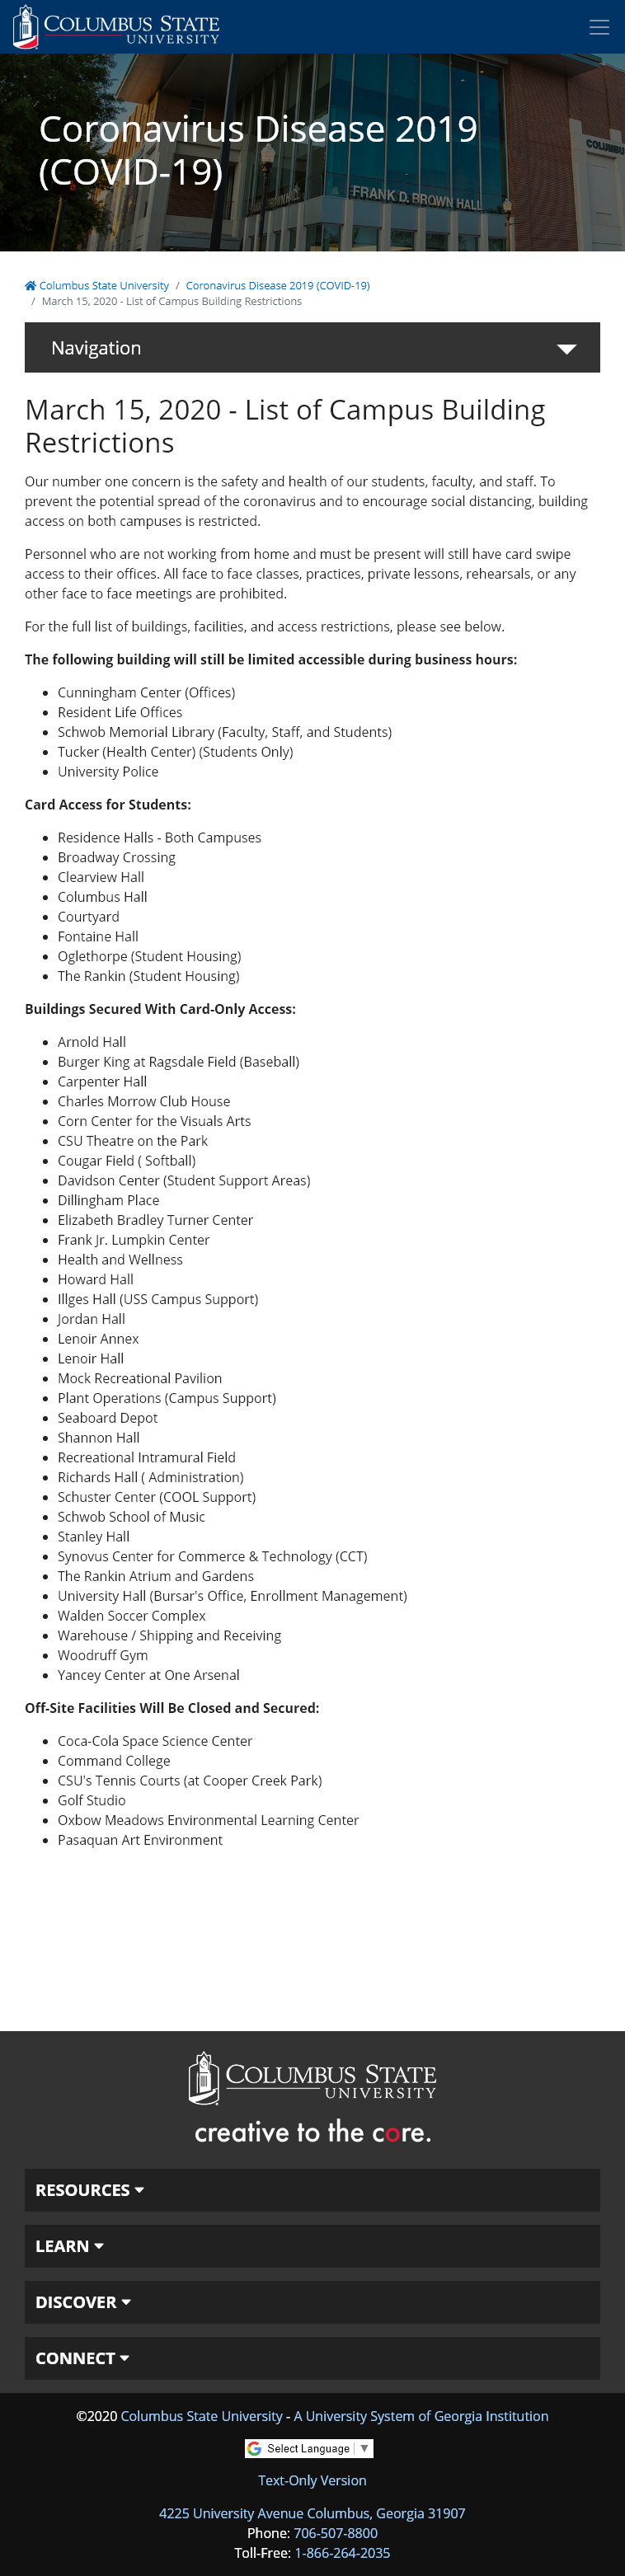 COLUMBUS STATE
UNIVERSITY
Coronavirus Disease 2019
(COVID-19)
FRANK D. BROWN HALL
COLUMBUS
Columbus State University / Coronavirus Disease 2019 (COVID-19)
/ March 15, 2020 - List of Campus Building Restrictions
Navigation
March 15, 2020 - List of Campus Building
Restrictions
Our number one concern is the safety and health of our students, faculty, and staff. To
prevent the potential spread of the coronavirus and to encourage social distancing, building
access on both campuses is restricted.
Personnel who are not working from home and must be present will still have card swipe
access to their offices. All face to face classes, practices, private lessons, rehearsals, or any
other face to face meetings are prohibited.
For the full list of buildings, facilities, and access restrictions, please see below.
The following building will still be limited accessible during business hours:
Cunningham Center (Offices)
Resident Life Offices
Schwob Memorial Library (Faculty, Staff, and Students)
Tucker (Health Center) (Students Only)
University Police
Card Access for Students:
Residence Halls - Both Campuses
Broadway Crossing
Clearview Hall
Columbus Hall
Courtyard
Fontaine Hall
Oglethorpe (Student Housing)
The Rankin (Student Housing)
Buildings Secured With Card-Only Access:
Arnold Hall
Burger King at Ragsdale Field (Baseball)
Carpenter Hall
Charles Morrow Club House
Corn Center for the Visuals Arts
CSU Theatre on the Park
Cougar Field ( Softball)
Davidson Center (Student Support Areas)
Dillingham Place
Elizabeth Bradley Turner Center
Frank Jr. Lumpkin Center
Health and Wellness
Howard Hall
Illges Hall (USS Campus Support)
Jordan Hall
Lenoir Annex
Lenoir Hall
Mock Recreational Pavilion
Plant Operations (Campus Support)
Seaboard Depot
Shannon Hall
Recreational Intramural Field
Richards Hall ( Administration)
Schuster Center (COOL Support)
Schwob School of Music
Stanley Hall
Synovus Center for Commerce & Technology (CCT)
The Rankin Atrium and Gardens
University Hall (Bursar's Office, Enrollment Management)
Walden Soccer Complex
Warehouse / Shipping and Receiving
Woodruff Gym
Yancey Center at One Arsenal
Off-Site Facilities Will Be Closed and Secured:
Coca-Cola Space Science Center
Command College
CSU's Tennis Courts (at Cooper Creek Park)
Golf Studio
Oxbow Meadows Environmental Learning Center
Pasaquan Art Environment
COLUMBUS STATE
UNIVERSITY
creative to the core.
RESOURCES
LEARN
DISCOVER
CONNECT
©2020 Columbus State University - A University System of Georgia Institution
Select Language
Text-Only Version
4225 University Avenue Columbus, Georgia 31907
Phone: 706-507-8800
Toll-Free: 1-866-264-2035